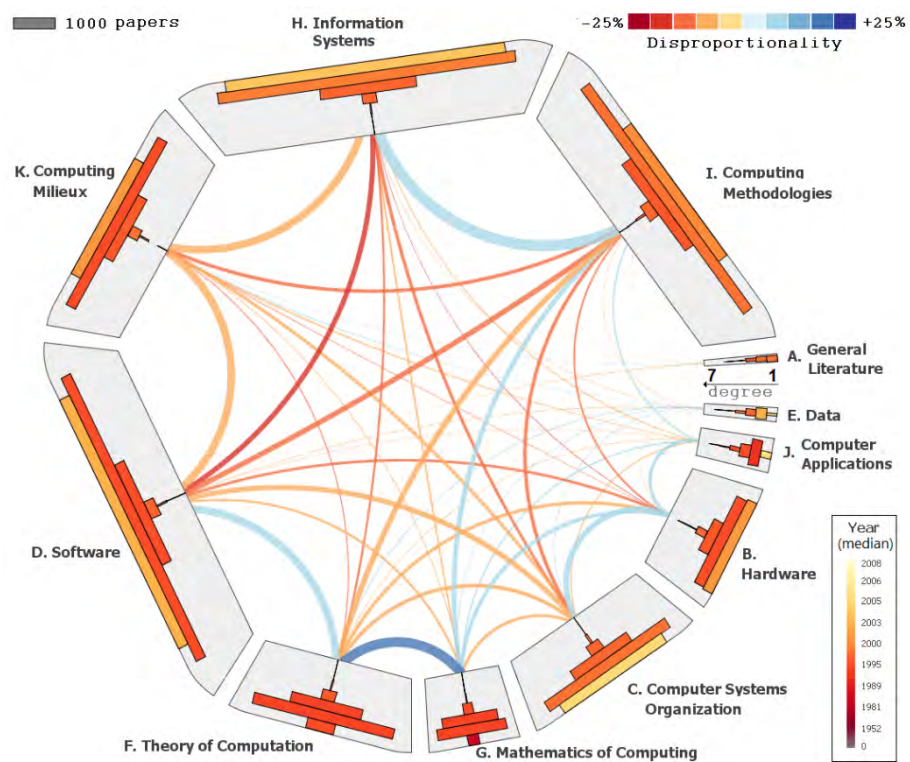 1000 papers
-25%
+25%
Disproportionality
H. Information
Systems
I. Computing
Methodologies
K. Computing
Milieux
A. General
Literature
7
1
degree
E. Data
J. Computer
Applications
B.
Hardware
D. Software
C. Computer Systems
Organization
F. Theory of Computation
G. Mathematics of Computing
Year
(median)
2008
2005
2003
2000
1995
1989
1981
1952
0